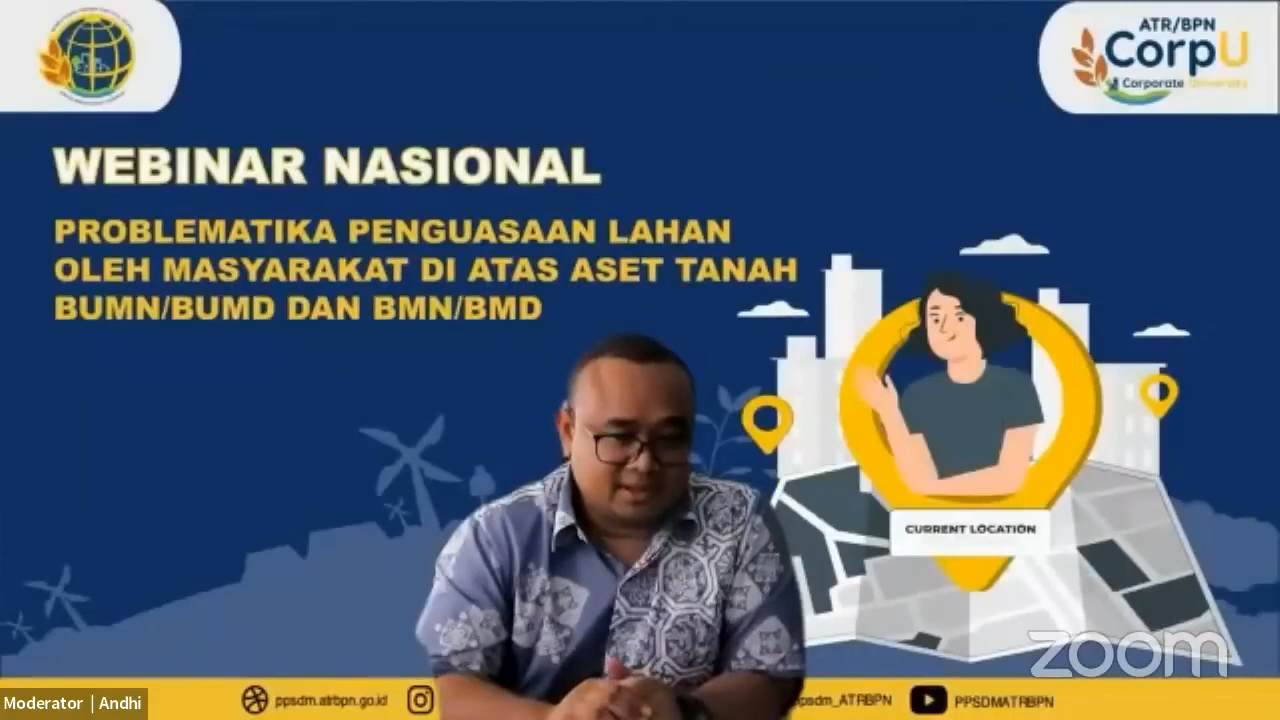 ATR/BPN
CorpU
Corporate University
WEBINAR NASIONAL
PROBLEMATIKA PENGUASAAN LAHAN
OLEH MASYARAKAT DI ATAS ASET TANAH
BUMN/BUMD DAN BMN/BMD
CURRENT LOCATION
zoom
Moderator | Andhi
ppsdm.atrbpn.go.id
psdm_ATRBPN
PPSDMATRBPN